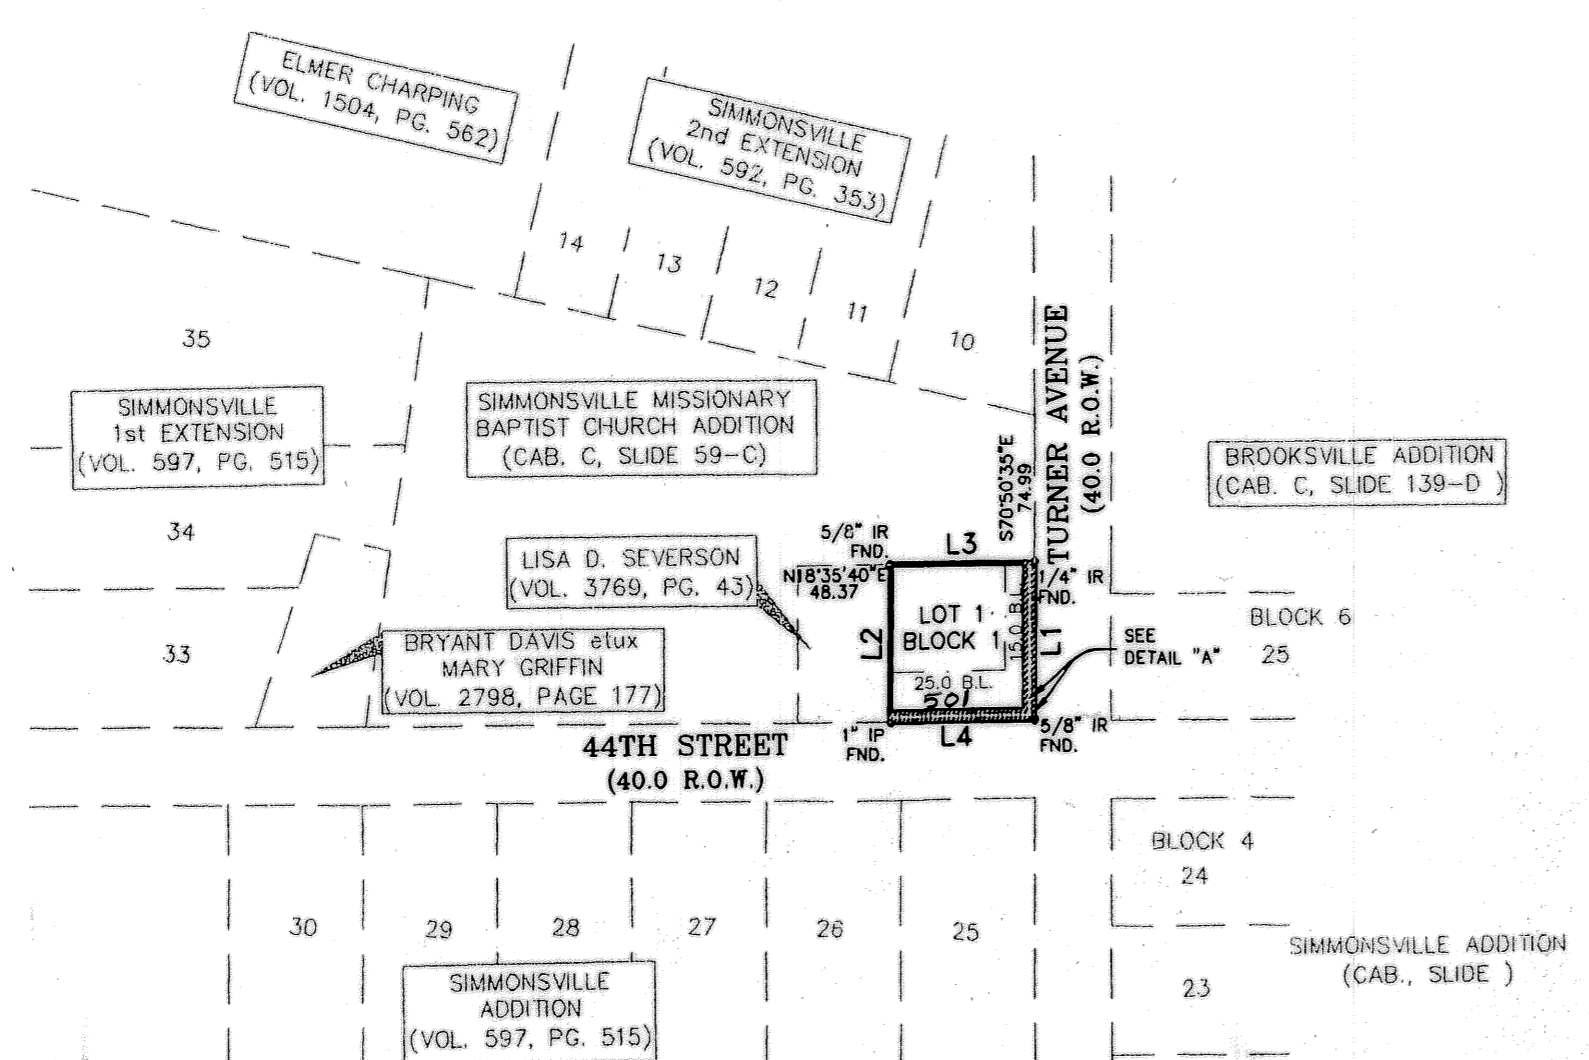 ELMER CHARPING
(VOL. 1504, PG. 562)
SIMMONSVILLE
2nd EXTENSION
(VOL. 592, PG. 353)
14
13
12
11
10
35
SIMMONSVILLE
1st EXTENSION
(VOL. 597, PG. 515)
SIMMONSVILLE MISSIONARY
BAPTIST CHURCH ADDITION
(CAB. C, SLIDE 59-C)
S70°50'35"E
74.99
TURNER AVENUE
(40.0 R.O.W.)
BROOKSVILLE ADDITION
(CAB. C, SLIDE 139-D )
34
LISA D. SEVERSON
(VOL. 3769, PG. 43)
5/8" IR
FND.
L3
N18°35'40"E
48.37
1/4" IR
FND.
LOT 1
BLOCK 1
15.0 B.L.
L2
L1
25.0 B.L.
501
SEE
DETAIL "A"
BLOCK 6
25
33
BRYANT DAVIS etux
MARY GRIFFIN
(VOL. 2798, PAGE 177)
44TH STREET
(40.0 R.O.W.)
1" IP
FND.
L4
5/8" IR
FND.
BLOCK 4
24
30
29
28
27
26
25
SIMMONSVILLE ADDITION
(CAB., SLIDE )
23
SIMMONSVILLE
ADDITION
(VOL. 597, PG. 515)